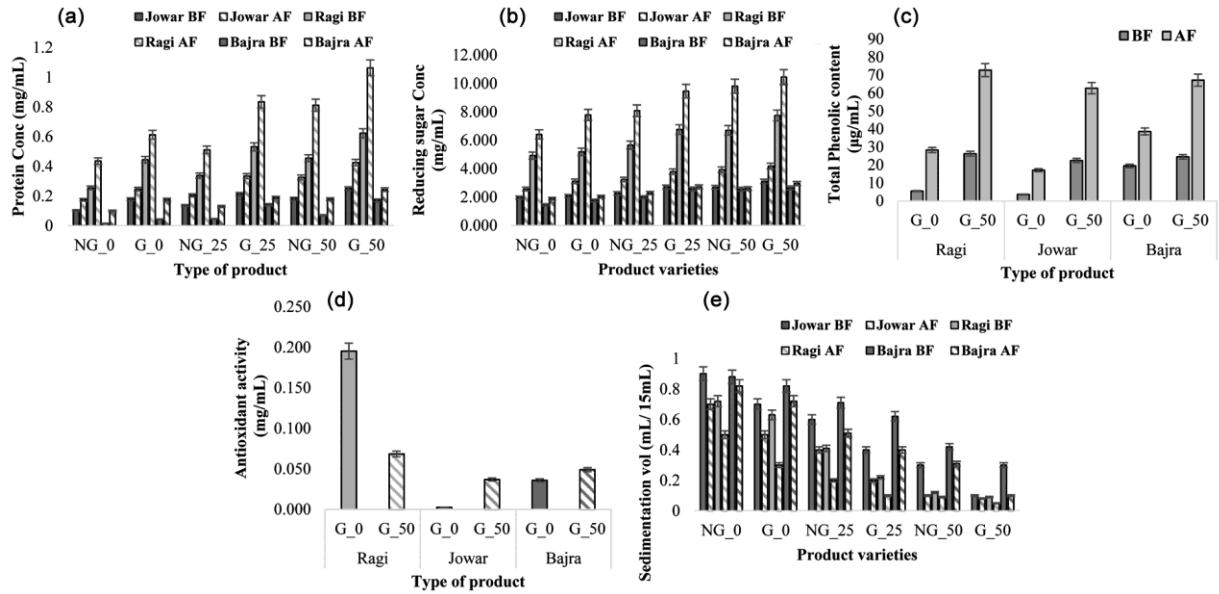 (a)
Jowar BF Jowar AF Ragi BF
Ragi AF Bajra BF Bajra AF
Protein Conc (mg/mL)
1.2
1
0.8
0.6
0.4
0.2
0
NG_0 G_0 NG_25 G_25 NG_50 G_50
Type of product
(b)
Jowar BF Jowar AF Ragi BF
Ragi AF Bajra BF Bajra AF
Reducing sugar Conc
(mg/mL)
12.000
10.000
8.000
6.000
4.000
2.000
0.000
NG_0 G_0 NG_25 G_25 NG_50 G_50
Product varieties
(c)
BF AF
Total Phenolic content
(µg/mL)
90
80
70
60
50
40
30
20
10
0
G_0 G_50 G_0 G_50 G_0 G_50
Ragi Jowar Bajra
Type of product
(d)
Antioxidant activity
(mg/mL)
0.250
0.200
0.150
0.100
0.050
0.000
G_0 G_50 G_0 G_50 G_0 G_50
Ragi Jowar Bajra
Type of product
(e)
Jowar BF Jowar AF Ragi BF
Ragi AF Bajra BF Bajra AF
Sedimentation vol (mL/ 15mL)
1
0.8
0.6
0.4
0.2
0
NG_0 G_0 NG_25 G_25 NG_50 G_50
Product varieties